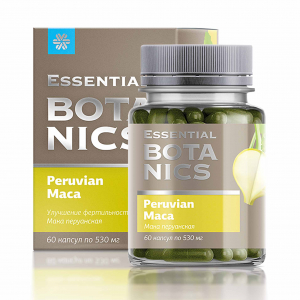 ESSENTIAL
BOTA
NICS
Peruvian
Maca
Улучшение фертильности
Мака перуанская
60 капсул по 530 мг
ESSENTIAL
BOTA
NICS
Peruvian
Maca
Мака перуанская
60 капсул по 530 мг